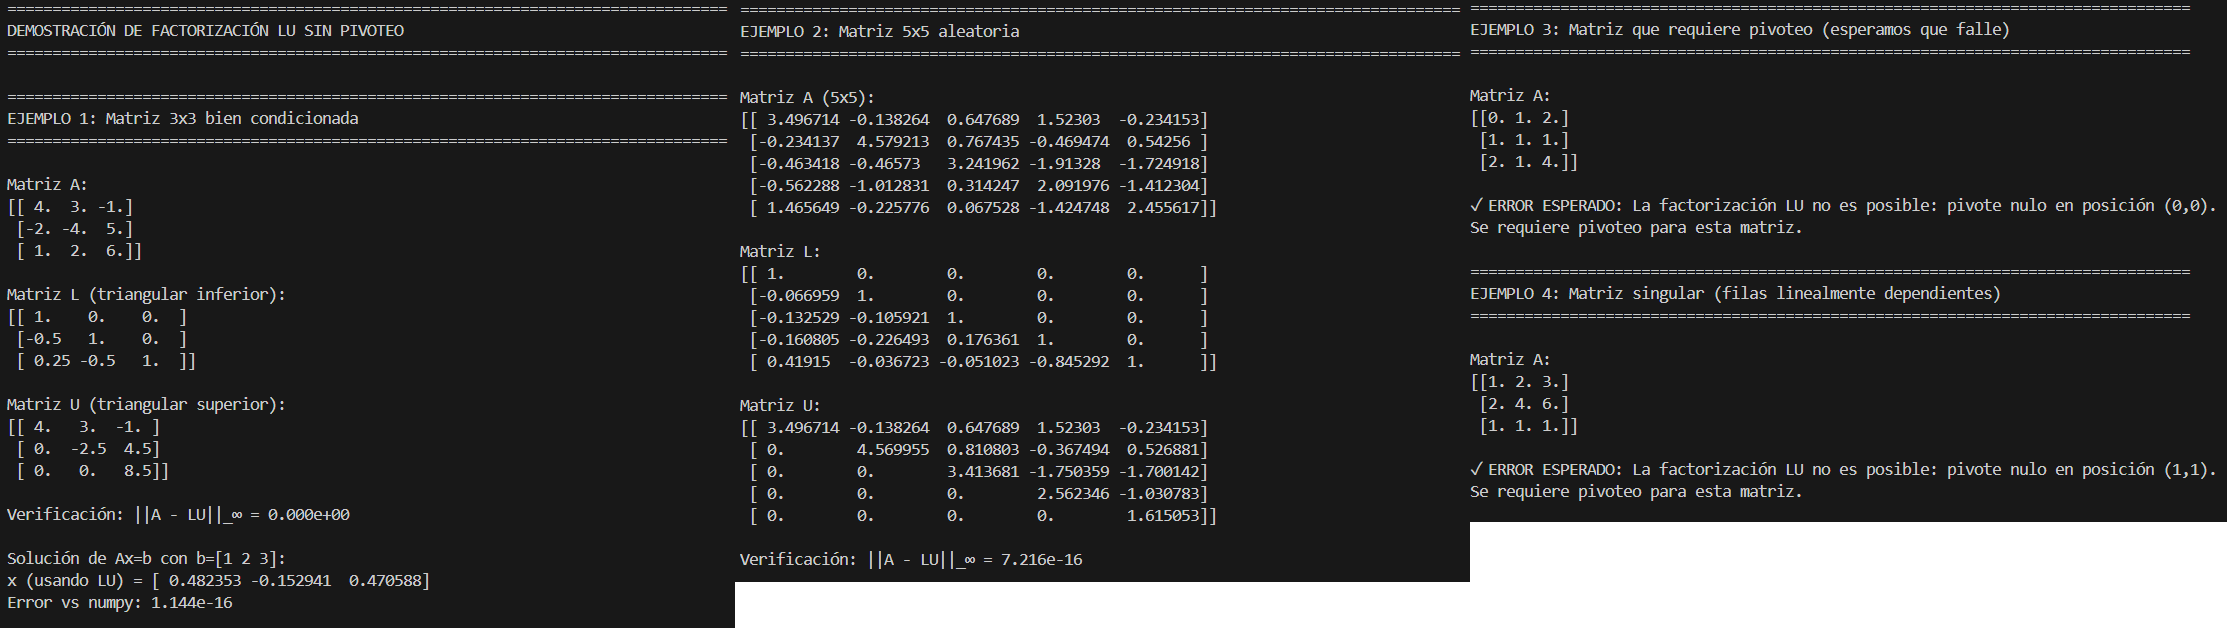 ================================================================================
DEMOSTRACIÓN DE FACTORIZACIÓN LU SIN PIVOTEO
================================================================================
================================================================================
EJEMPLO 1: Matriz 3x3 bien condicionada
================================================================================
Matriz A:
[[ 4.  3. -1.]
 [-2. -4.  5.]
 [ 1.  2.  6.]]
Matriz L (triangular inferior):
[[ 1.    0.    0.  ]
 [-0.5   1.    0.  ]
 [ 0.25 -0.5   1.  ]]
Matriz U (triangular superior):
[[ 4.   3.  -1. ]
 [ 0.  -2.5  4.5]
 [ 0.   0.   8.5]]
Verificación: ||A - LU||_∞ = 0.000e+00
Solución de Ax=b con b=[1 2 3]:
x (usando LU) = [ 0.482353 -0.152941  0.470588]
Error vs numpy: 1.144e-16
================================================================================
EJEMPLO 2: Matriz 5x5 aleatoria
================================================================================
Matriz A (5x5):
[[ 3.496714 -0.138264  0.647689  1.52303  -0.234153]
 [-0.234137  4.579213  0.767435 -0.469474  0.54256 ]
 [-0.463418 -0.46573   3.241962 -1.91328  -1.724918]
 [-0.562288 -1.012831  0.314247  2.091976 -1.412304]
 [ 1.465649 -0.225776  0.067528 -1.424748  2.455617]]
Matriz L:
[[ 1.        0.        0.        0.        0.      ]
 [-0.066959  1.        0.        0.        0.      ]
 [-0.132529 -0.105921  1.        0.        0.      ]
 [-0.160805 -0.226493  0.176361  1.        0.      ]
 [ 0.41915  -0.036723 -0.051023 -0.845292  1.      ]]
Matriz U:
[[ 3.496714 -0.138264  0.647689  1.52303  -0.234153]
 [ 0.        4.569955  0.810803 -0.367494  0.526881]
 [ 0.        0.        3.413681 -1.750359 -1.700142]
 [ 0.        0.        0.        2.562346 -1.030783]
 [ 0.        0.        0.        0.        1.615053]]
Verificación: ||A - LU||_∞ = 7.216e-16
================================================================================
EJEMPLO 3: Matriz que requiere pivoteo (esperamos que falle)
================================================================================
Matriz A:
[[0. 1. 2.]
 [1. 1. 1.]
 [2. 1. 4.]]
✓ ERROR ESPERADO: La factorización LU no es posible: pivote nulo en posición (0,0).
Se requiere pivoteo para esta matriz.
================================================================================
EJEMPLO 4: Matriz singular (filas linealmente dependientes)
================================================================================
Matriz A:
[[1. 2. 3.]
 [2. 4. 6.]
 [1. 1. 1.]]
✓ ERROR ESPERADO: La factorización LU no es posible: pivote nulo en posición (1,1).
Se requiere pivoteo para esta matriz.